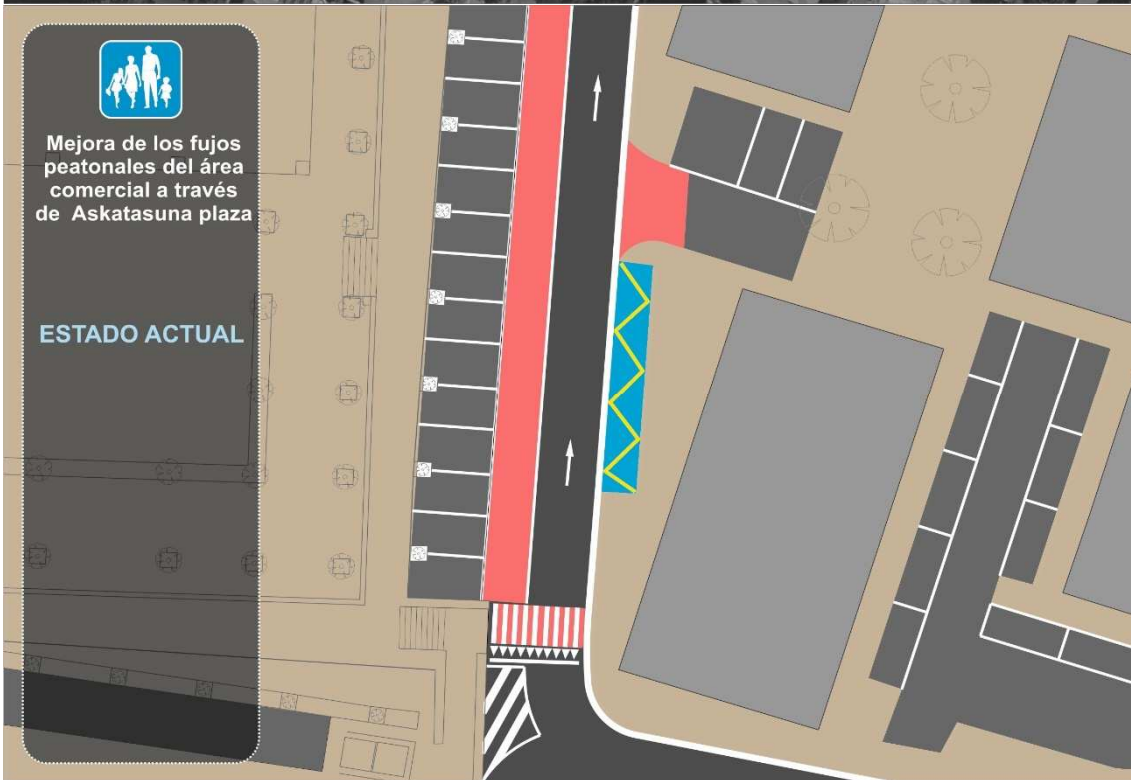 Mejora de los fujos
peatonales del área
comercial a través
de Askatasuna plaza
ESTADO ACTUAL